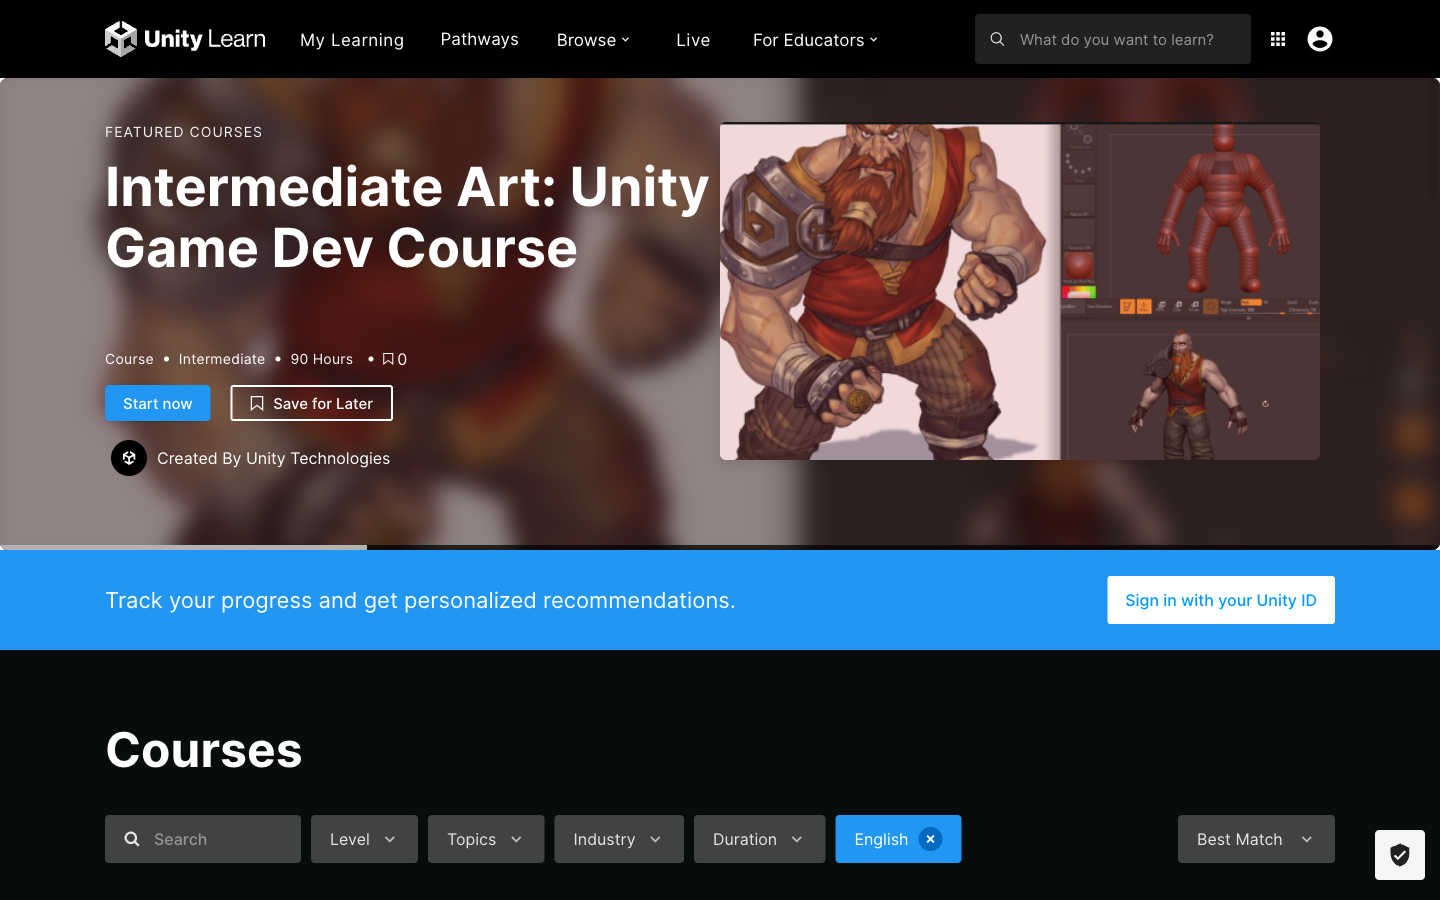 Unity Learn
My Learning
Pathways
Browse
Live
For Educators
What do you want to learn?
FEATURED COURSES
Intermediate Art: Unity
Game Dev Course
Course • Intermediate • 90 Hours • 0
Start now
Save for Later
Created By Unity Technologies
Track your progress and get personalized recommendations.
Sign in with your Unity ID
Courses
Search
Level
Topics
Industry
Duration
English
Best Match